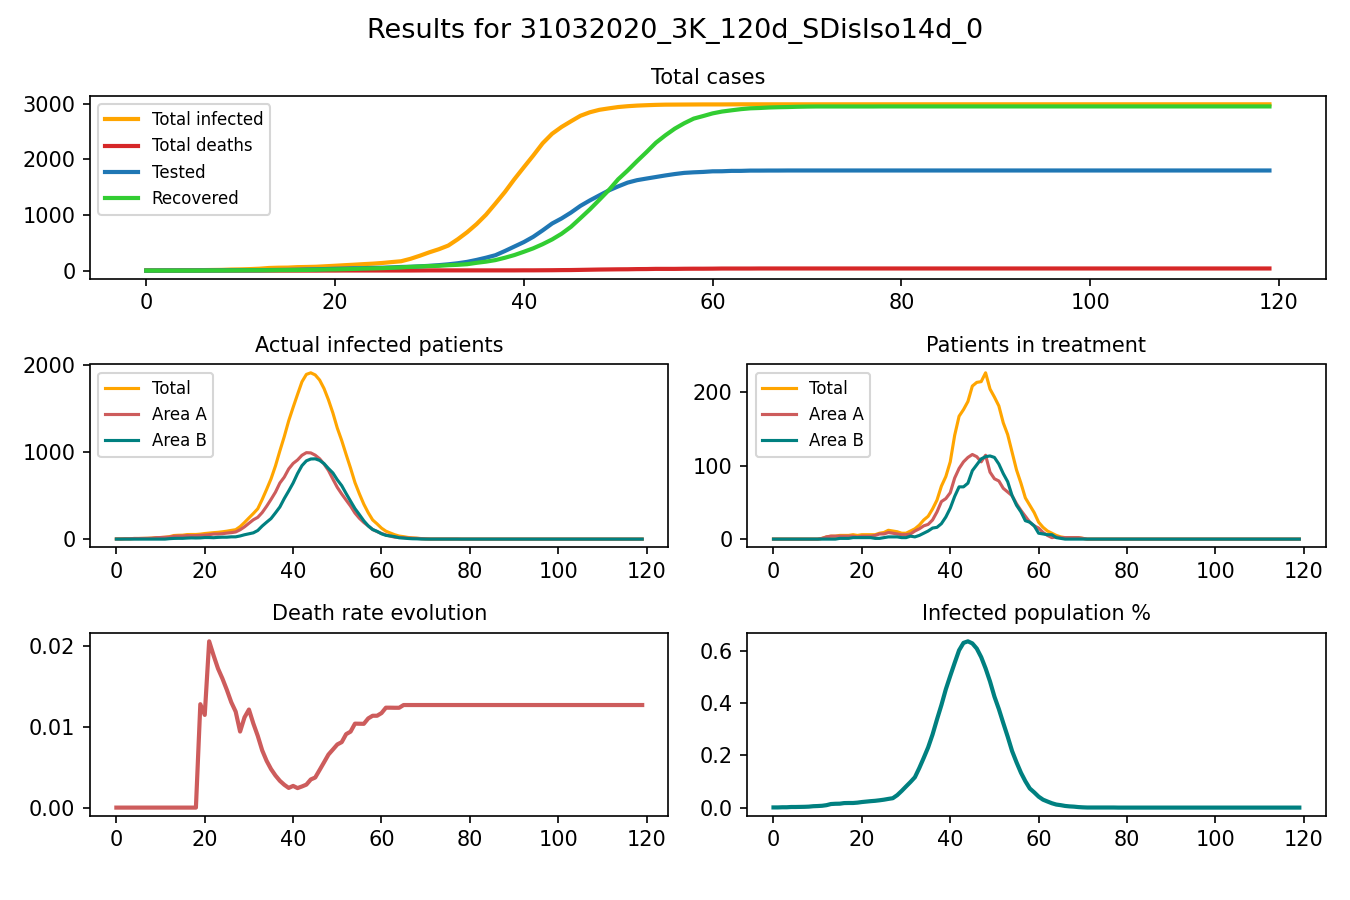 Results for 31032020_3K_120d_SDisIso14d_0
Total cases
3000
2000
1000
0
Total infected
Total deaths
Tested
Recovered
0 20 40 60 80 100 120
Actual infected patients
2000
1000
0
Total
Area A
Area B
0 20 40 60 80 100 120
Patients in treatment
200
100
0
Total
Area A
Area B
0 20 40 60 80 100 120
Death rate evolution
0.02
0.01
0.00
0 20 40 60 80 100 120
Infected population %
0.6
0.4
0.2
0.0
0 20 40 60 80 100 120